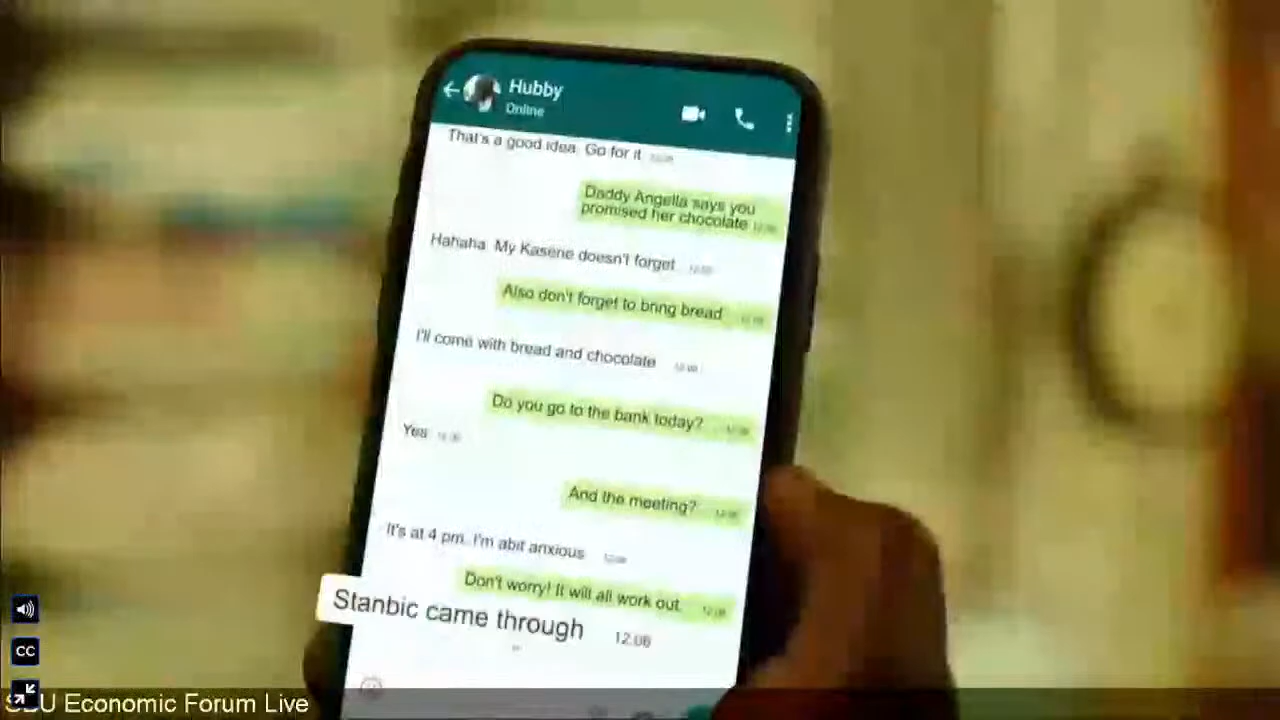 Hubby
Online
That's a good idea. Go for it
Daddy Angella says you
promised her chocolate
Hahaha My Kasene doesn't forget
Also don't forget to bring bread
I'll come with bread and chocolate
Do you go to the bank today?
Yes
And the meeting?
It's at 4 pm. I'm abit anxious
Don't worry! It will all work out.
Stanbic came through 12.06
CC
Economic Forum Live